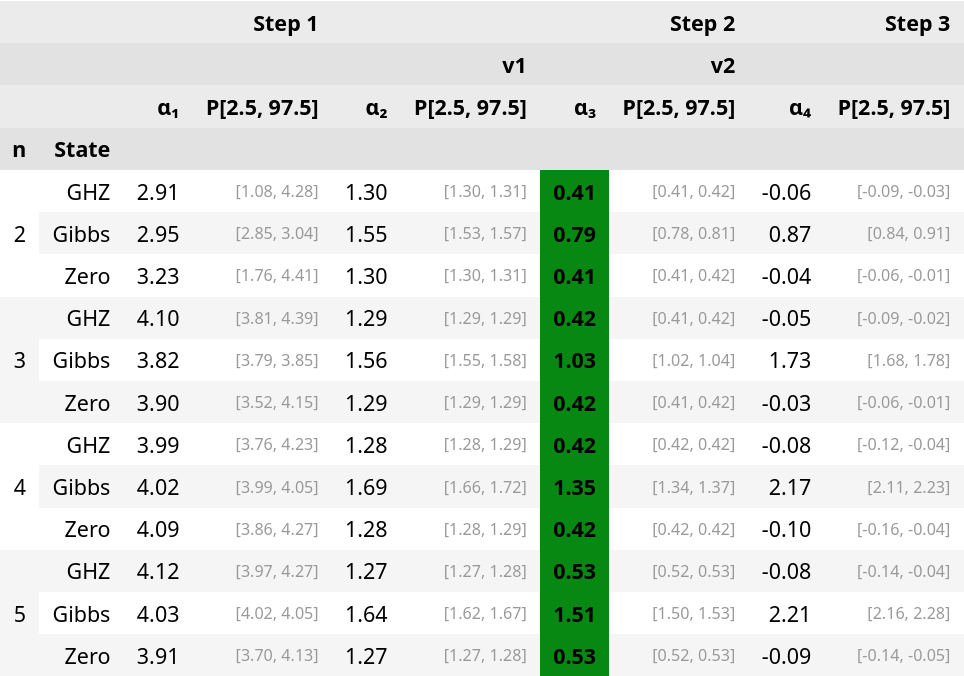 Step 1 Step 2 Step 3
v1 v2
α₁ P[2.5, 97.5] α₂ P[2.5, 97.5] α₃ P[2.5, 97.5] α₄ P[2.5, 97.5]
n State
GHZ 2.91 [1.08, 4.28] 1.30 [1.30, 1.31] 0.41 [0.41, 0.42] -0.06 [-0.09, -0.03]
2 Gibbs 2.95 [2.85, 3.04] 1.55 [1.53, 1.57] 0.79 [0.78, 0.81] 0.87 [0.84, 0.91]
Zero 3.23 [1.76, 4.41] 1.30 [1.30, 1.31] 0.41 [0.41, 0.42] -0.04 [-0.06, -0.01]
GHZ 4.10 [3.81, 4.39] 1.29 [1.29, 1.29] 0.42 [0.41, 0.42] -0.05 [-0.09, -0.02]
3 Gibbs 3.82 [3.79, 3.85] 1.56 [1.55, 1.58] 1.03 [1.02, 1.04] 1.73 [1.68, 1.78]
Zero 3.90 [3.52, 4.15] 1.29 [1.29, 1.29] 0.42 [0.41, 0.42] -0.03 [-0.06, -0.01]
GHZ 3.99 [3.76, 4.23] 1.28 [1.28, 1.29] 0.42 [0.42, 0.42] -0.08 [-0.12, -0.04]
4 Gibbs 4.02 [3.99, 4.05] 1.69 [1.66, 1.72] 1.35 [1.34, 1.37] 2.17 [2.11, 2.23]
Zero 4.09 [3.86, 4.27] 1.28 [1.28, 1.29] 0.42 [0.42, 0.42] -0.10 [-0.16, -0.04]
GHZ 4.12 [3.97, 4.27] 1.27 [1.27, 1.28] 0.53 [0.52, 0.53] -0.08 [-0.14, -0.04]
5 Gibbs 4.03 [4.02, 4.05] 1.64 [1.62, 1.67] 1.51 [1.50, 1.53] 2.21 [2.16, 2.28]
Zero 3.91 [3.70, 4.13] 1.27 [1.27, 1.28] 0.53 [0.52, 0.53] -0.09 [-0.14, -0.05]